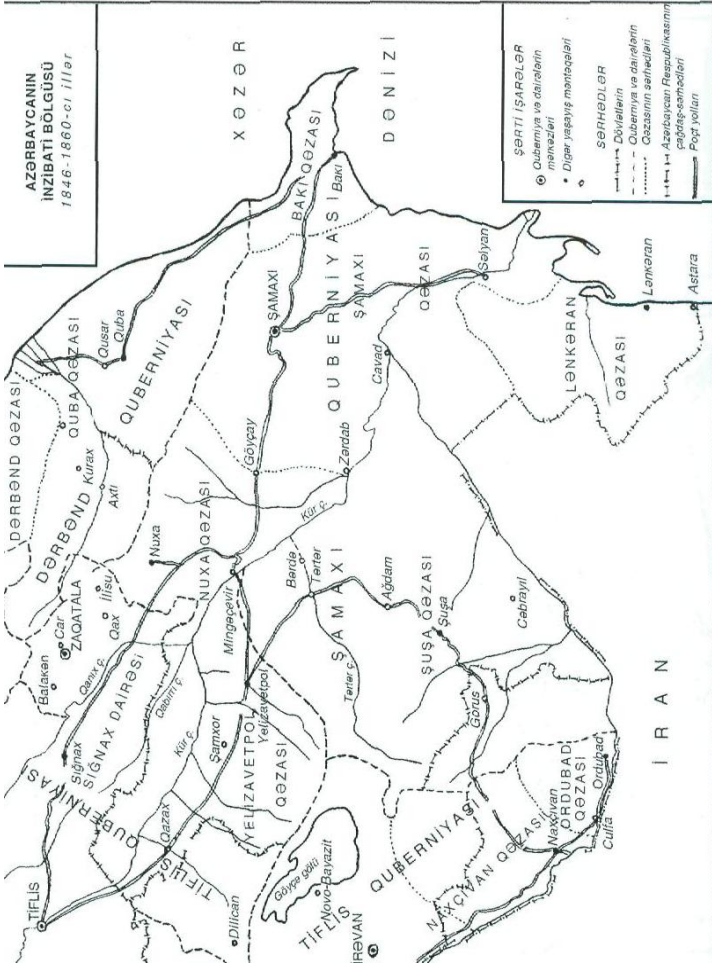 AZƏRBAYCANIN
İNZİBATİ BÖLGÜSÜ
1846-1860-cı illər
XƏZƏR
DƏNİZİ
ŞƏRTİ İŞARƏLƏR
Quberniya və dairələrin
mərkəzləri
Digər yaşayış məntəqələri
SƏRHƏDLƏR
Dövlətlərin
Quberniya və dairələrin
Qəzasının sərhədləri
Azərbaycan Respublikasının
çağdaş-sərhədləri
Poçt yolları
DƏRBƏND QƏZASI
DƏRBƏND
QUBERNİYASI
QUBA QƏZASI
Qusar
Quba
Kurax
Axtı
BAKI QƏZASI
Bakı
ŞAMAXI
QUBERNİYASI
ŞAMAXI
QƏZASI
Səlyan
Cavad
Göyçay
Zərdab
Kür ç.
LƏNKƏRAN
QƏZASI
Lənkəran
Astara
Balakən
Car
ZAQATALA
İlisu
Qax
Nuxa
NUXA QƏZASI
Mingəçevir
Qanıx ç.
Qabırrı ç.
Kür ç.
TİFLİS
Sığnax
SIĞNAX DAİRƏSİ
TİFLİS
QUBERNİYASI
Qazax
Şamxor
Yelizavetpol
YELİZAVETPOL
QƏZASI
Dilican
Göyçə gölü
Novo-Bayazit
Bərdə
Tərtər
Tərtər ç.
ŞAMAXI
Ağdam
ŞUŞA QƏZASI
Şuşa
Cəbrayıl
Gorus
TİFLİS
QUBERNİYASI
İRƏVAN
NAXÇIVAN QƏZASI
Naxçıvan
ORDUBAD
QƏZASI
Ordubad
Culfa
İRAN